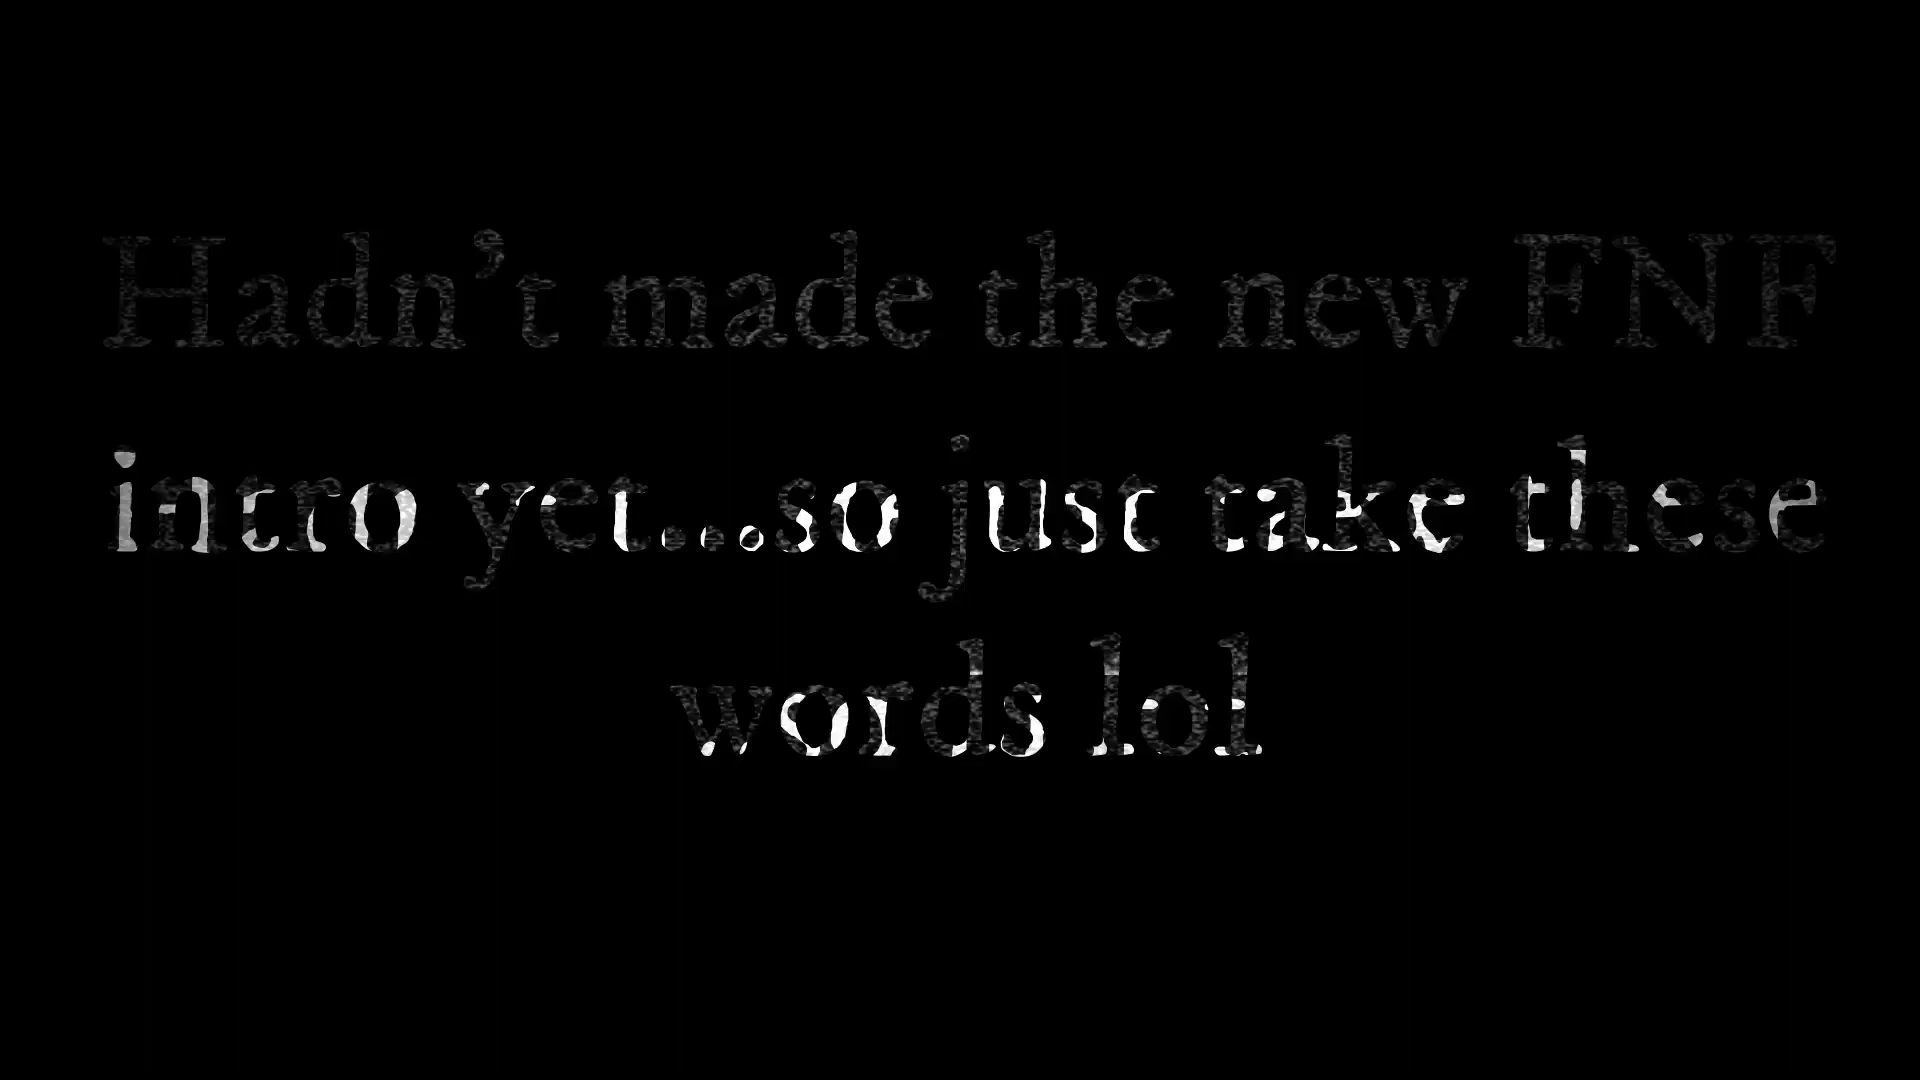 Hadn’t made the new FNF
intro yet...so just take these
words lol